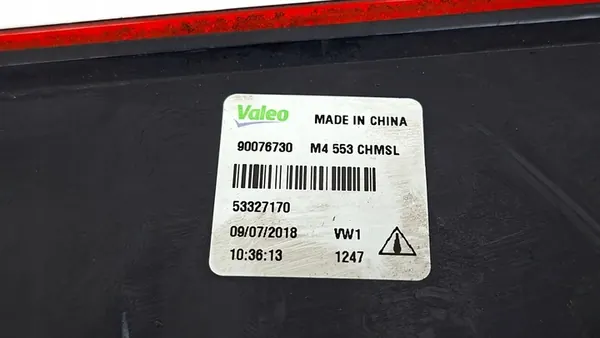 Valeo MADE IN CHINA
90076730 M4 553 CHMSL
53327170
09/07/2018 VW1
10:36:13 1247